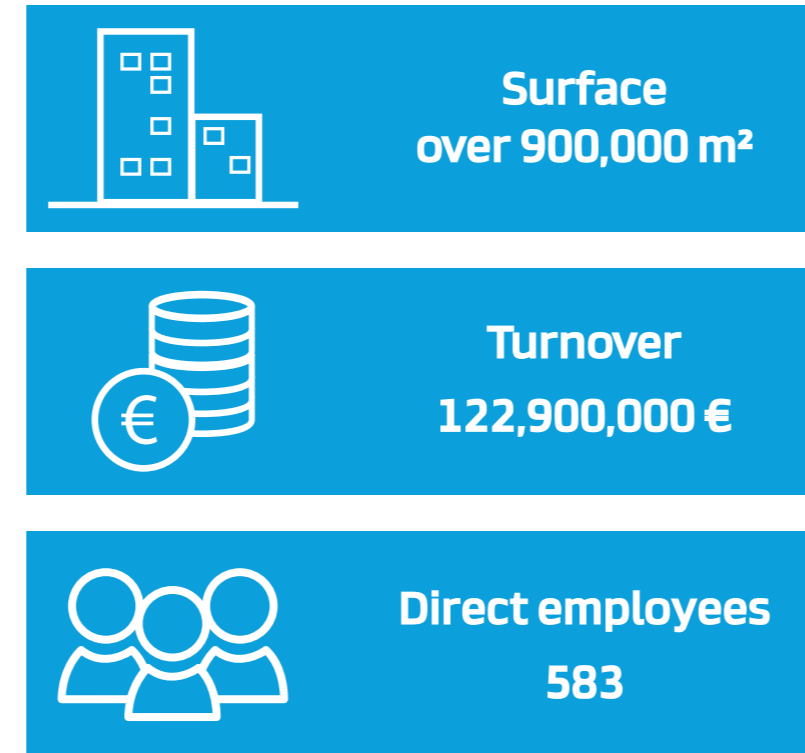 Surface
over 900,000 m²
Turnover
€
122,900,000 €
Direct employees
583